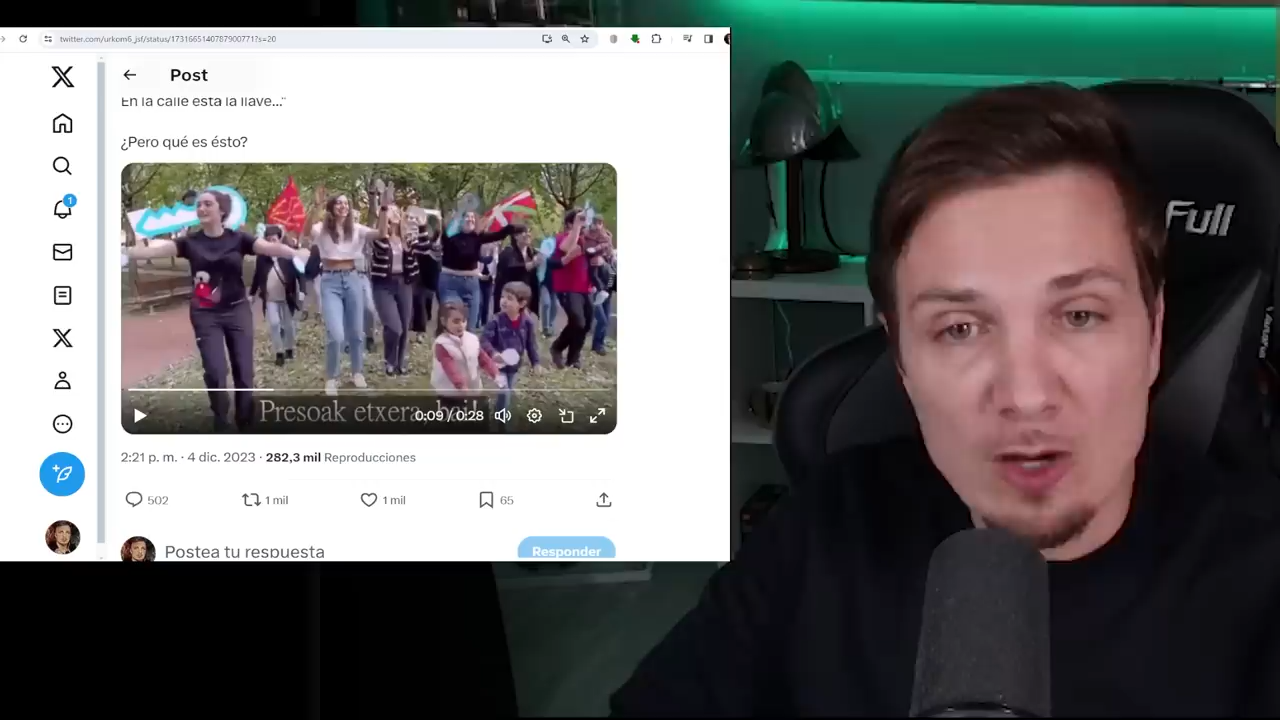 twitter.com/urkom6_jsf/status/1731665140787900771?s=20
Post
En la calle está la llave..."
¿Pero qué es ésto?
Presoak etxera,
0:09 / 0:28
2:21 p. m. · 4 dic. 2023 · 282,3 mil Reproducciones
502 1 mil 1 mil 65
Postea tu respuesta
Responder
1
Full